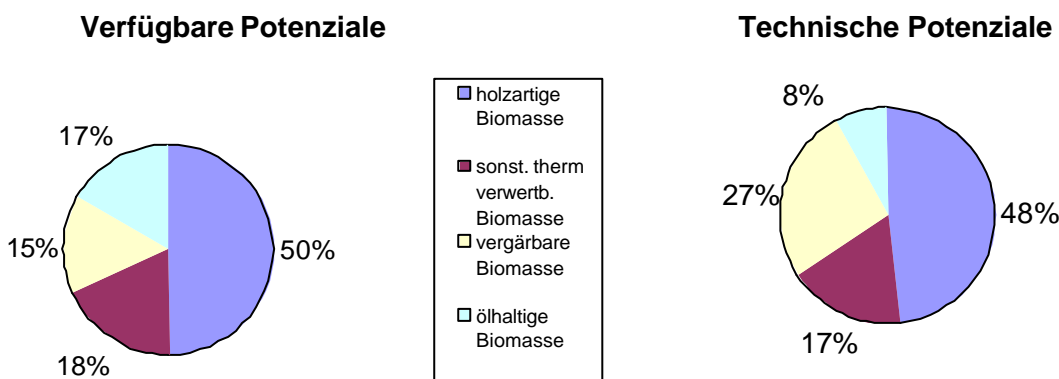 Verfügbare Potenziale
17%
15%
50%
18%
holzartige
Biomasse
sonst. therm
verwertb.
Biomasse
vergärbare
Biomasse
ölhaltige
Biomasse
Technische Potenziale
8%
27%
48%
17%